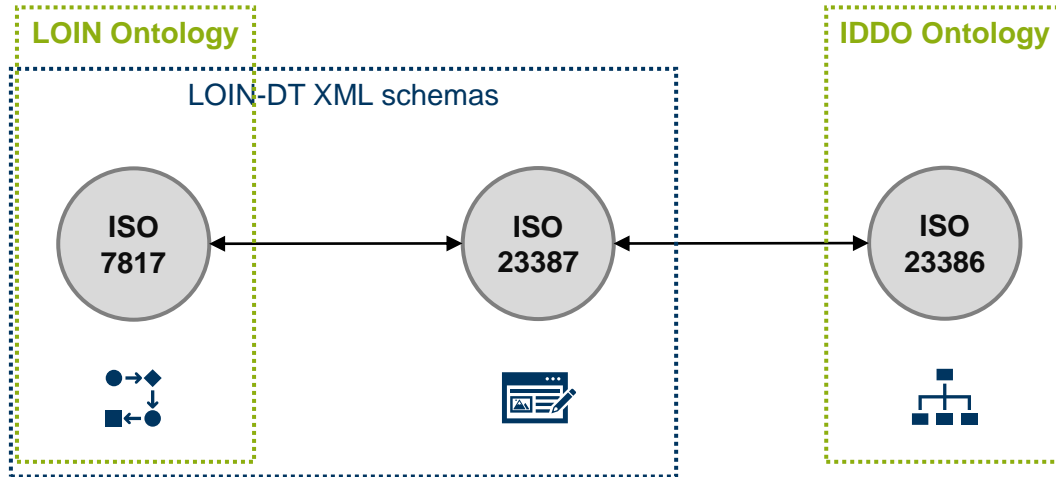 LOIN Ontology
IDDO Ontology
LOIN-DT XML schemas
ISO
7817
ISO
23387
ISO
23386